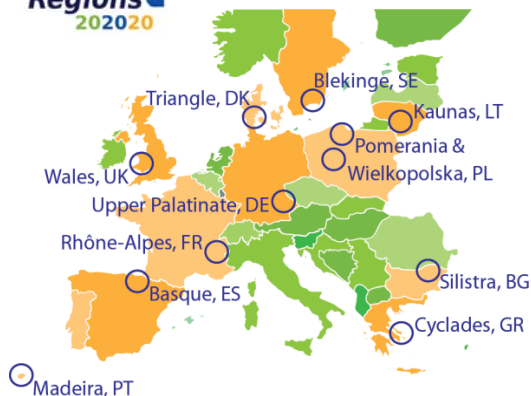 Regions
202020
Blekinge, SE
Triangle, DK
Kaunas, LT
Pomerania &
Wielkopolska, PL
Wales, UK
Upper Palatinate, DE
Rhône-Alpes, FR
Silistra, BG
Basque, ES
Cyclades, GR
Madeira, PT